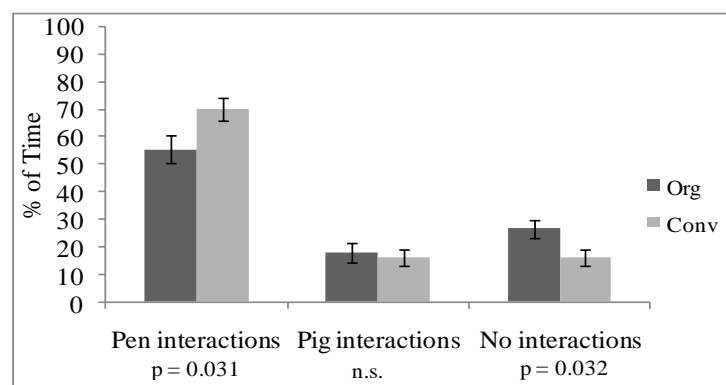 100
90
80
70
60
50
40
30
20
10
0
% of Time
Org
Conv
Pen interactions Pig interactions No interactions
p = 0.031 n.s. p = 0.032